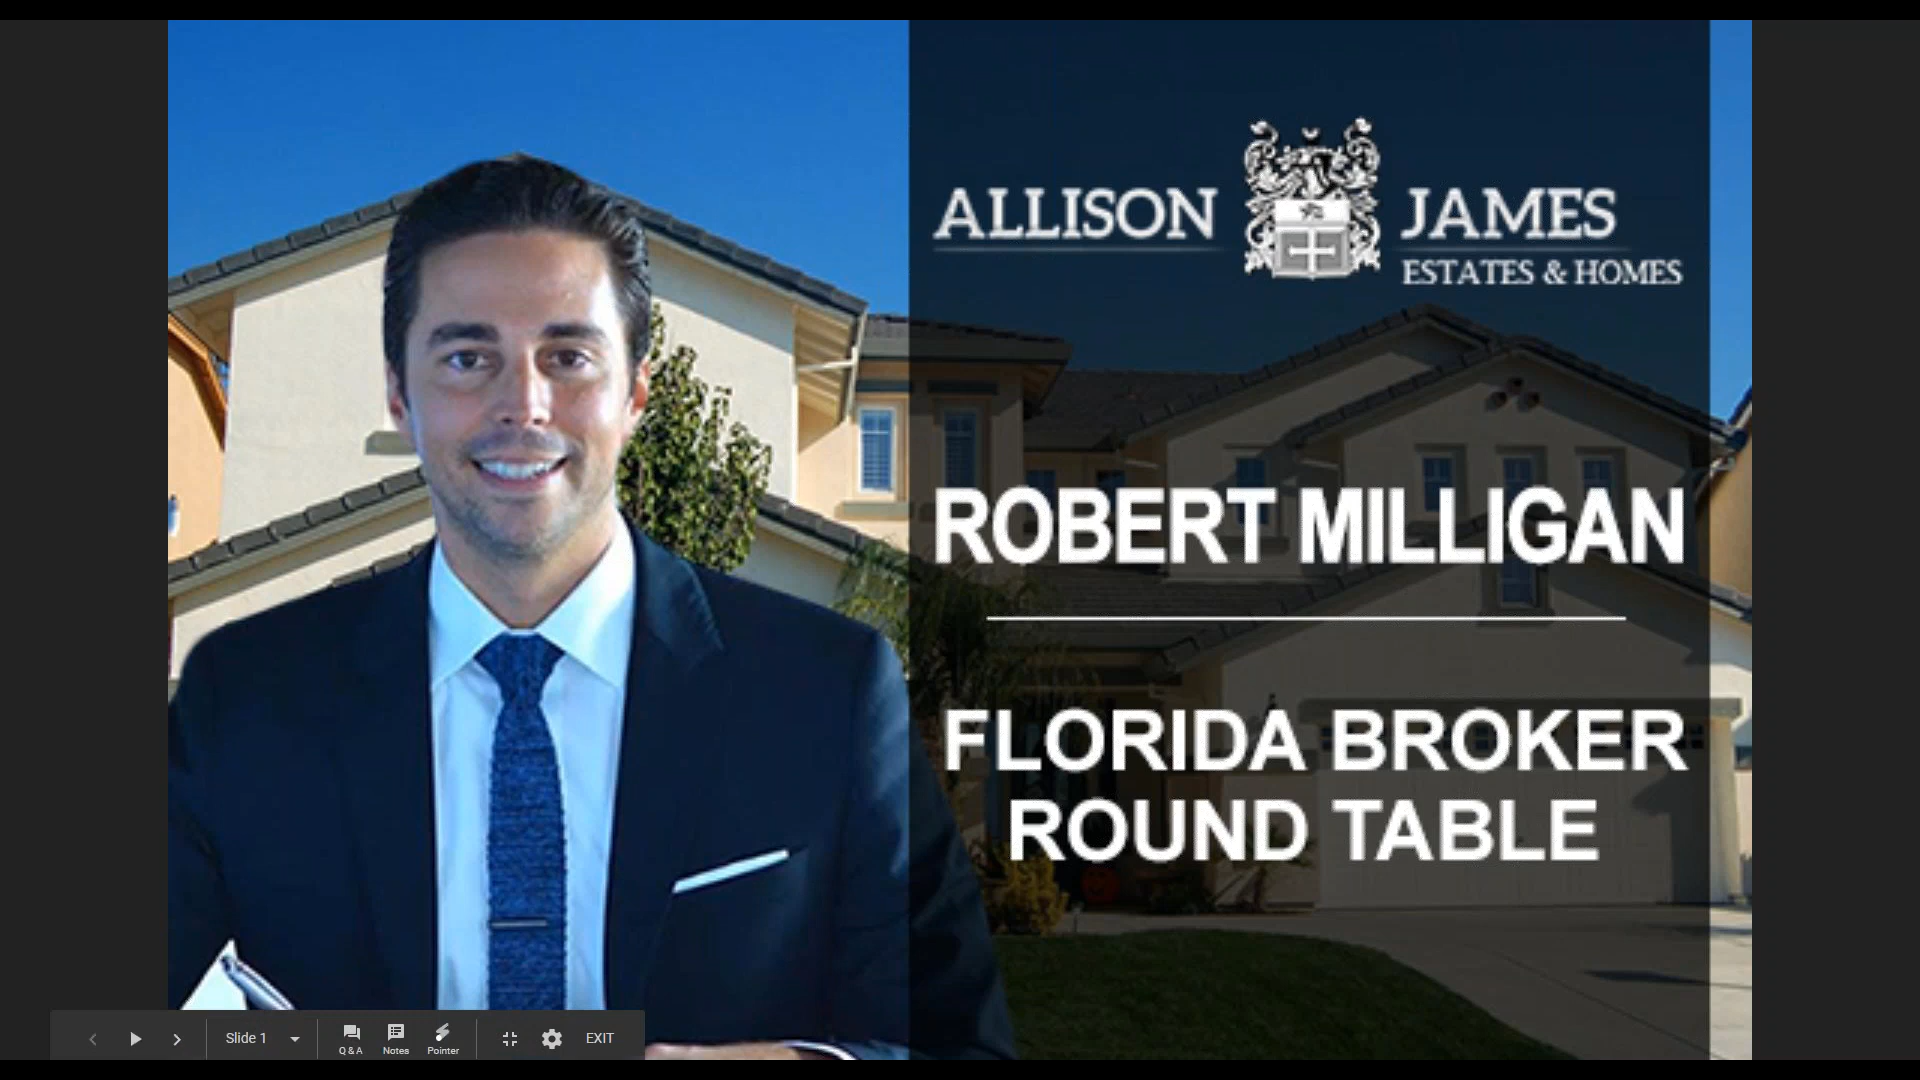 ALLISON JAMES
ESTATES & HOMES
ROBERT MILLIGAN
FLORIDA BROKER
ROUND TABLE
Slide 1
Q & A
Notes
Pointer
EXIT